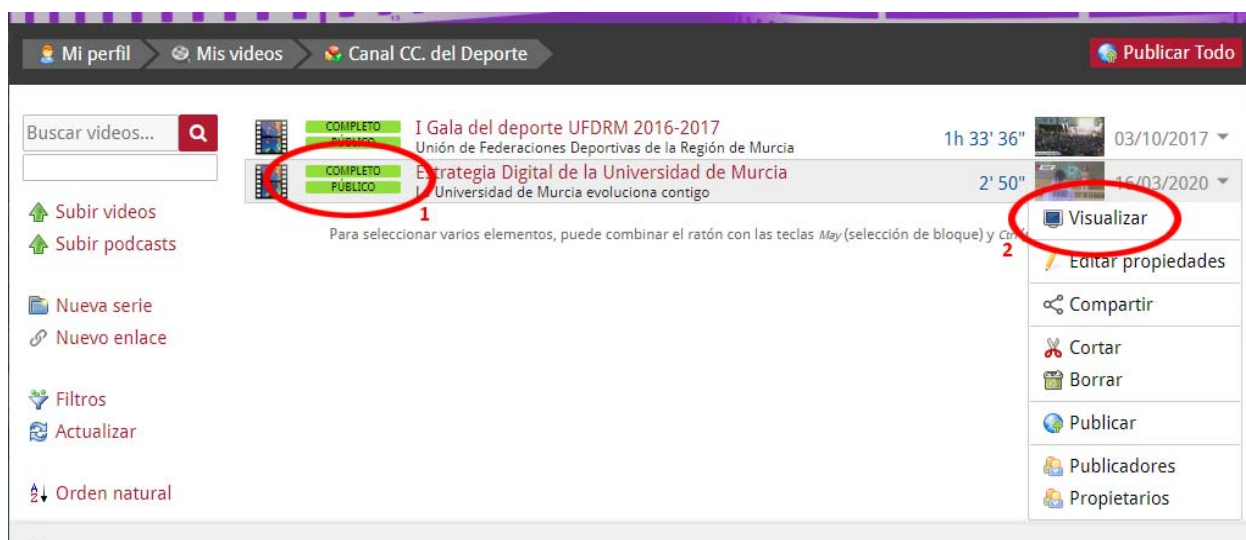 Mi perfil Mis videos Canal CC. del Deporte Publicar Todo
Buscar videos...
COMPLETO I Gala del deporte UFDRM 2016-2017
PÚBLICO Unión de Federaciones Deportivas de la Región de Murcia 1h 33' 36" 03/10/2017
COMPLETO Estrategia Digital de la Universidad de Murcia
PÚBLICO La Universidad de Murcia evoluciona contigo 2' 50" 16/03/2020
1
Para seleccionar varios elementos, puede combinar el ratón con las teclas May (selección de bloque) y
2
Subir videos
Subir podcasts
Nueva serie
Nuevo enlace
Filtros
Actualizar
Orden natural
Visualizar
Editar propiedades
Compartir
Cortar
Borrar
Publicar
Publicadores
Propietarios